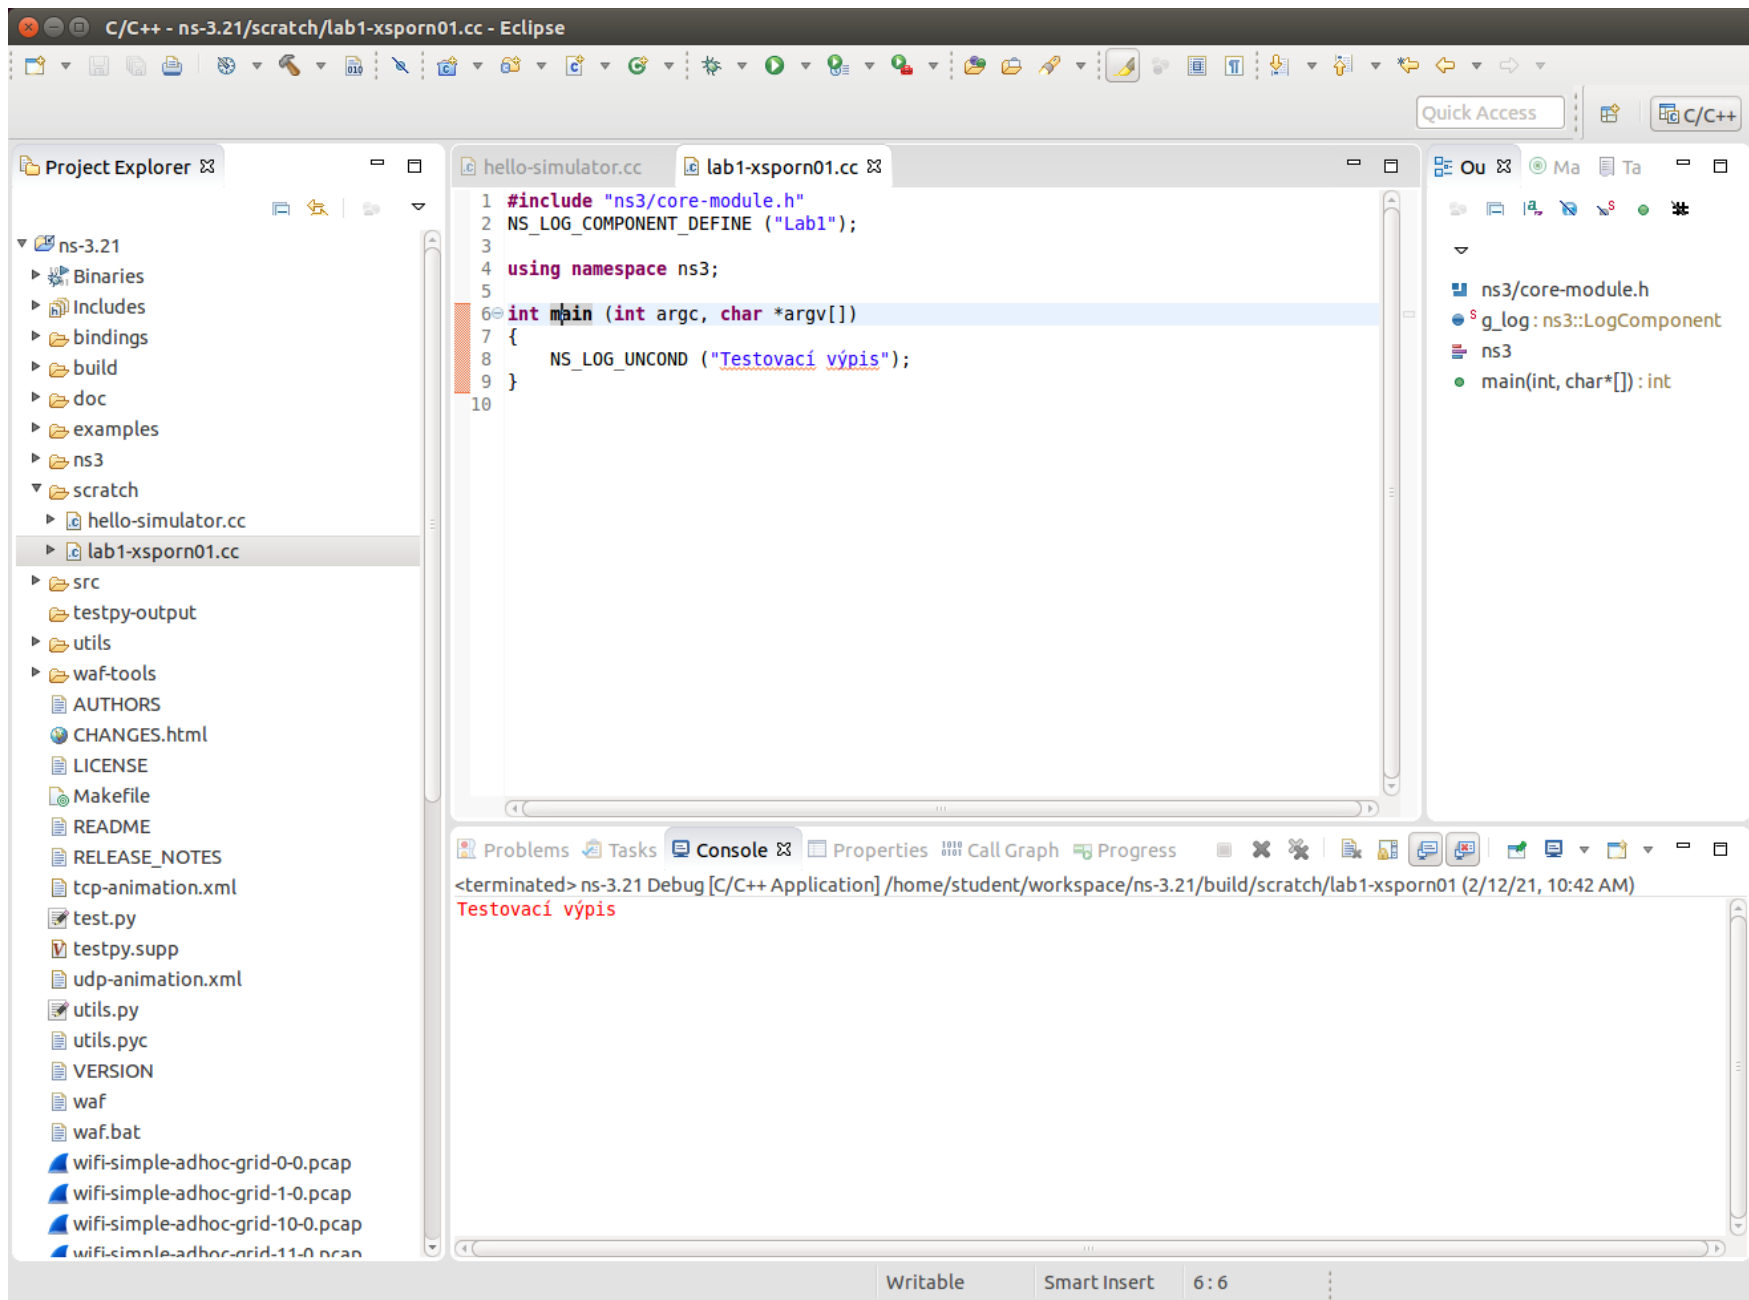 C/C++ - ns-3.21/scratch/lab1-xsporn01.cc - Eclipse
Quick Access
C/C++
Project Explorer
ns-3.21
Binaries
Includes
bindings
build
doc
examples
ns3
scratch
hello-simulator.cc
lab1-xsporn01.cc
src
testpy-output
utils
waf-tools
AUTHORS
CHANGES.html
LICENSE
Makefile
README
RELEASE_NOTES
tcp-animation.xml
test.py
testpy.supp
udp-animation.xml
utils.py
utils.pyc
VERSION
waf
waf.bat
wifi-simple-adhoc-grid-0-0.pcap
wifi-simple-adhoc-grid-1-0.pcap
wifi-simple-adhoc-grid-10-0.pcap
wifi-simple-adhoc-grid-11-0.pcap
hello-simulator.cc lab1-xsporn01.cc
1 #include "ns3/core-module.h"
2 NS_LOG_COMPONENT_DEFINE ("Lab1");
3
4 using namespace ns3;
5
6 int main (int argc, char *argv[])
7 {
8 NS_LOG_UNCOND ("Testovací výpis");
9 }
10
Ou Ma Ta
ns3/core-module.h
g_log : ns3::LogComponent
ns3
main(int, char*[]) : int
Problems Tasks Console Properties Call Graph Progress
<terminated> ns-3.21 Debug [C/C++ Application] /home/student/workspace/ns-3.21/build/scratch/lab1-xsporn01 (2/12/21, 10:42 AM)
Testovací výpis
Writable Smart Insert 6 : 6